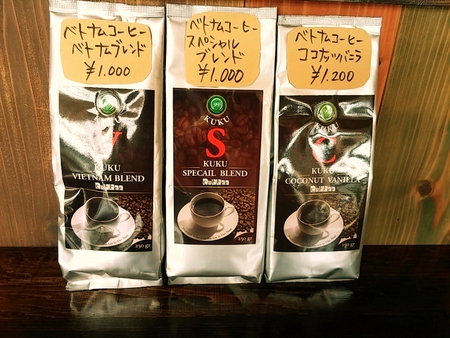 ベトナムコーヒー
ベトナムブレンド
¥1.000
KUKU
V
KUKU
VIETNAM BLEND
250 gr
ベトナムコーヒー
スペシャル
ブレンド
¥1.000
KUKU
S
KUKU
SPECAIL BLEND
250 gr
ベトナムコーヒー
ココナッツバニラ
¥1.200
KUKU
C
KUKU
COCONUT VANILLA
250 gr